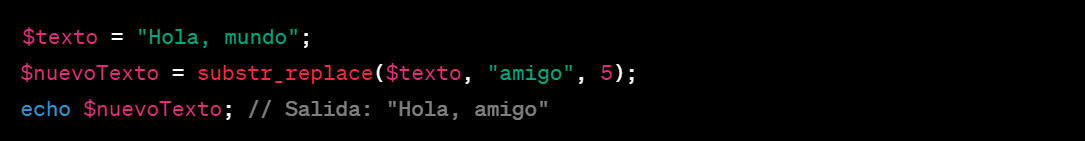 $texto = "Hola, mundo";
$nuevoTexto = substr_replace($texto, "amigo", 5);
echo $nuevoTexto; // Salida: "Hola, amigo"